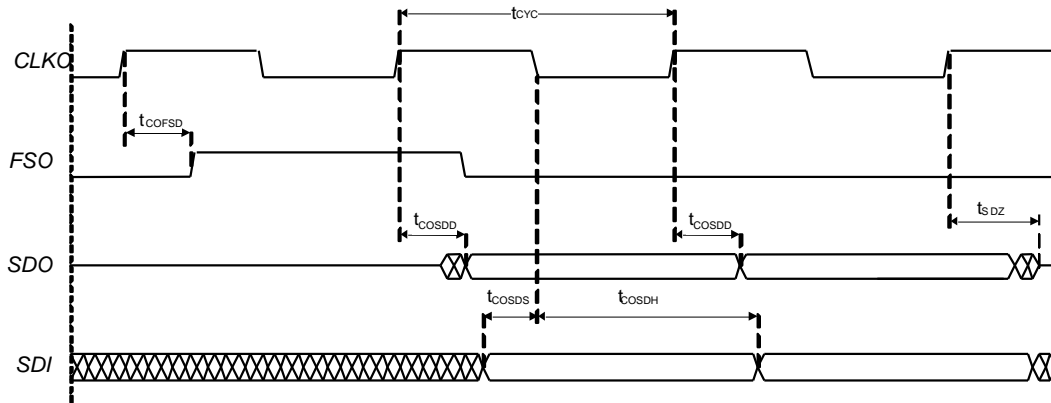 tCYC
CLKO
tCOFSD
FSO
tCOSDD
tCOSDD
tSDZ
SDO
tCOSDS
tCOSDH
SDI